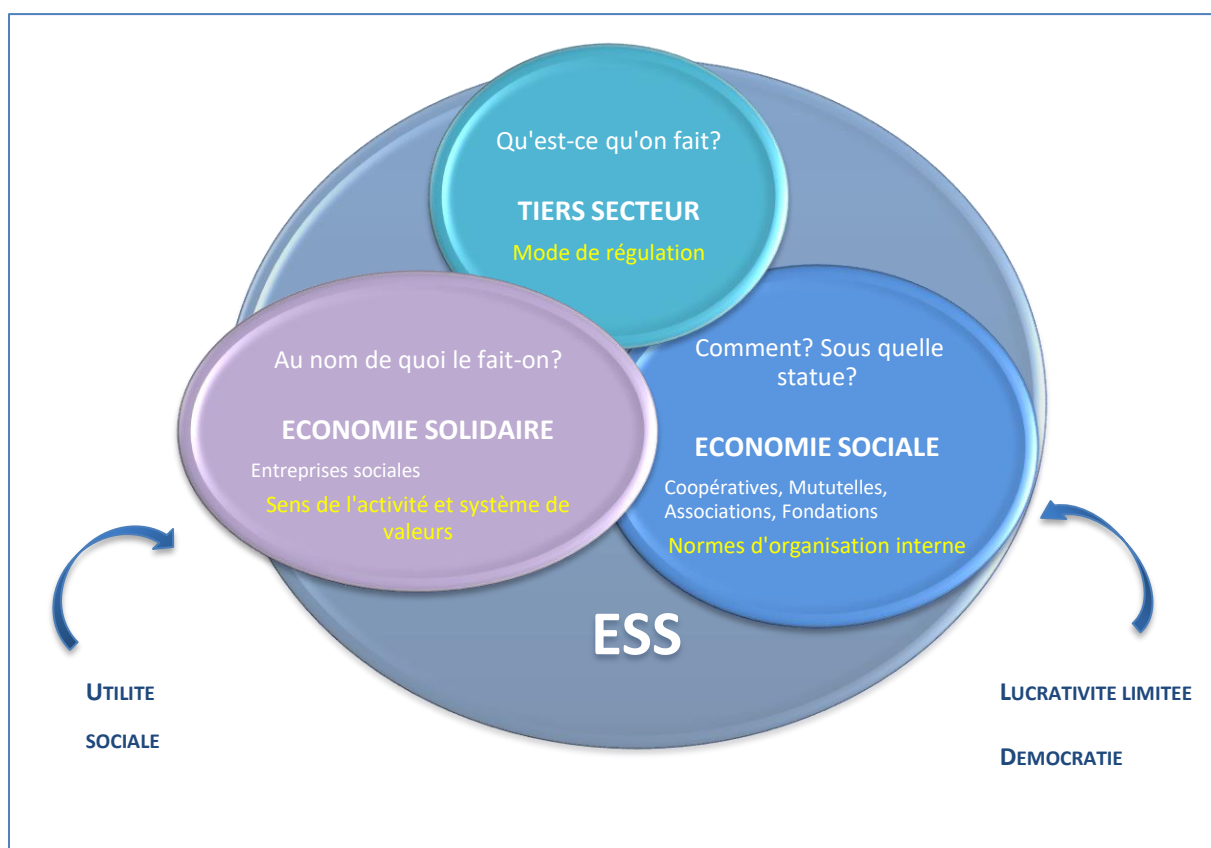 Qu'est-ce qu'on fait?
TIERS SECTEUR
Mode de régulation
Au nom de quoi le fait-on?
ECONOMIE SOLIDAIRE
Entreprises sociales
Sens de l'activité et système de
valeurs
Comment? Sous quelle
statue?
ECONOMIE SOCIALE
Coopératives, Mututelles,
Associations, Fondations
Normes d'organisation interne
ESS
UTILITE
SOCIALE
LUCRATIVITE LIMITEE
DEMOCRATIE